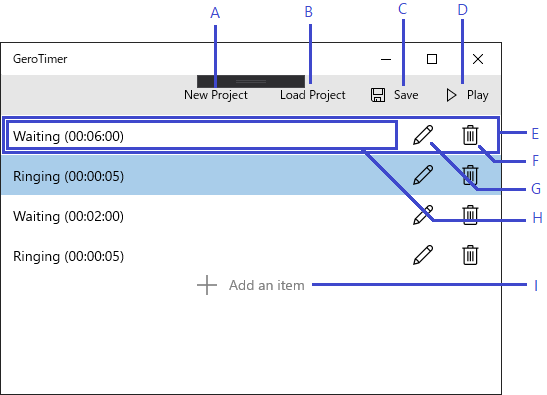 A B C D
GeroTimer
New Project Load Project Save Play
Waiting (00:06:00) E
F
Ringing (00:00:05) G
Waiting (00:02:00) H
Ringing (00:00:05)
Add an item I